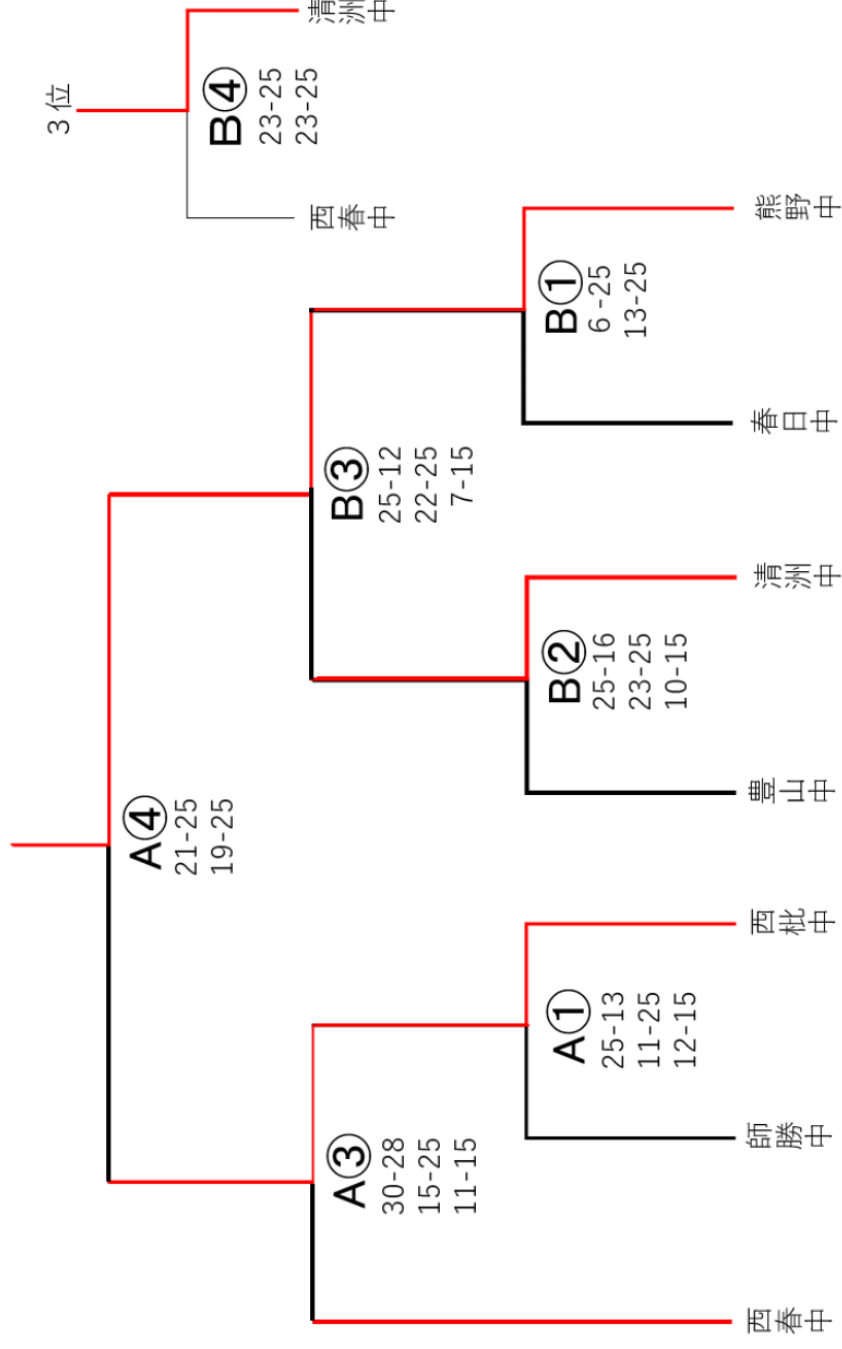 3位
清洲中
B④
23-25
23-25
西春中
A④
21-25
19-25
B③
25-12
22-25
7-15
A③
30-28
15-25
11-15
B①
6-25
13-25
B②
25-16
23-25
10-15
A①
25-13
11-25
12-15
西春中
師勝中
西枇中
豊山中
清洲中
春日中
熊野中